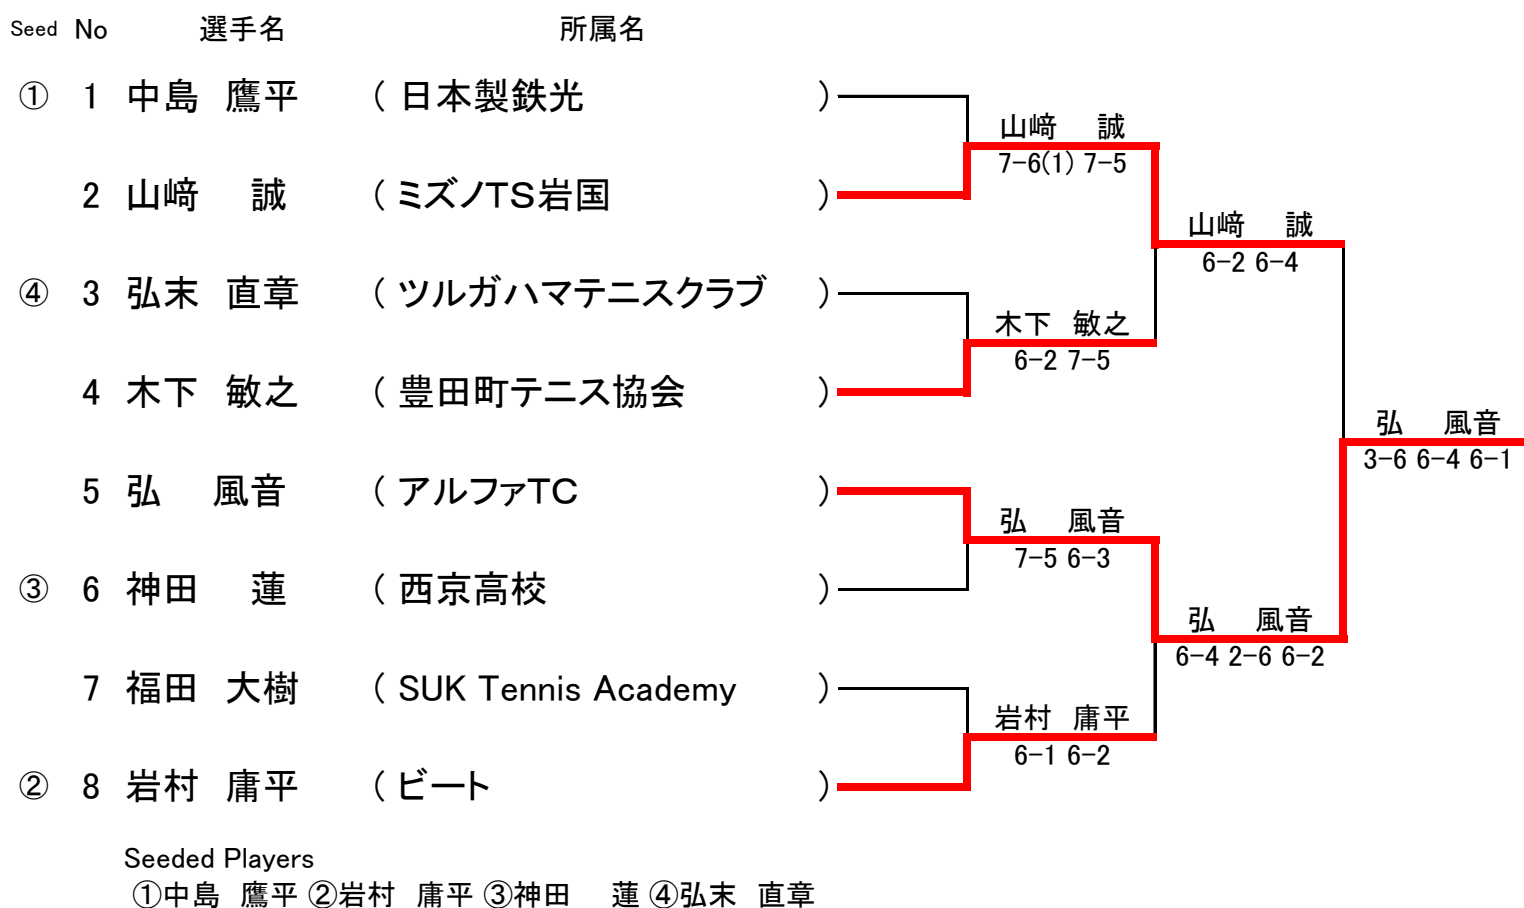 Seed No 選手名 所属名
① 1 中島 鷹平 ( 日本製鉄光 )
山﨑 誠
7-6(1) 7-5
2 山﨑 誠 ( ミズノTS岩国 )
山﨑 誠
6-2 6-4
④ 3 弘末 直章 ( ツルガハマテニスクラブ )
木下 敏之
6-2 7-5
4 木下 敏之 ( 豊田町テニス協会 )
弘 風音
3-6 6-4 6-1
5 弘 風音 ( アルファTC )
弘 風音
7-5 6-3
③ 6 神田 蓮 ( 西京高校 )
弘 風音
6-4 2-6 6-2
7 福田 大樹 ( SUK Tennis Academy )
岩村 庸平
6-1 6-2
② 8 岩村 庸平 ( ビート )
Seeded Players
①中島 鷹平 ②岩村 庸平 ③神田 蓮 ④弘末 直章